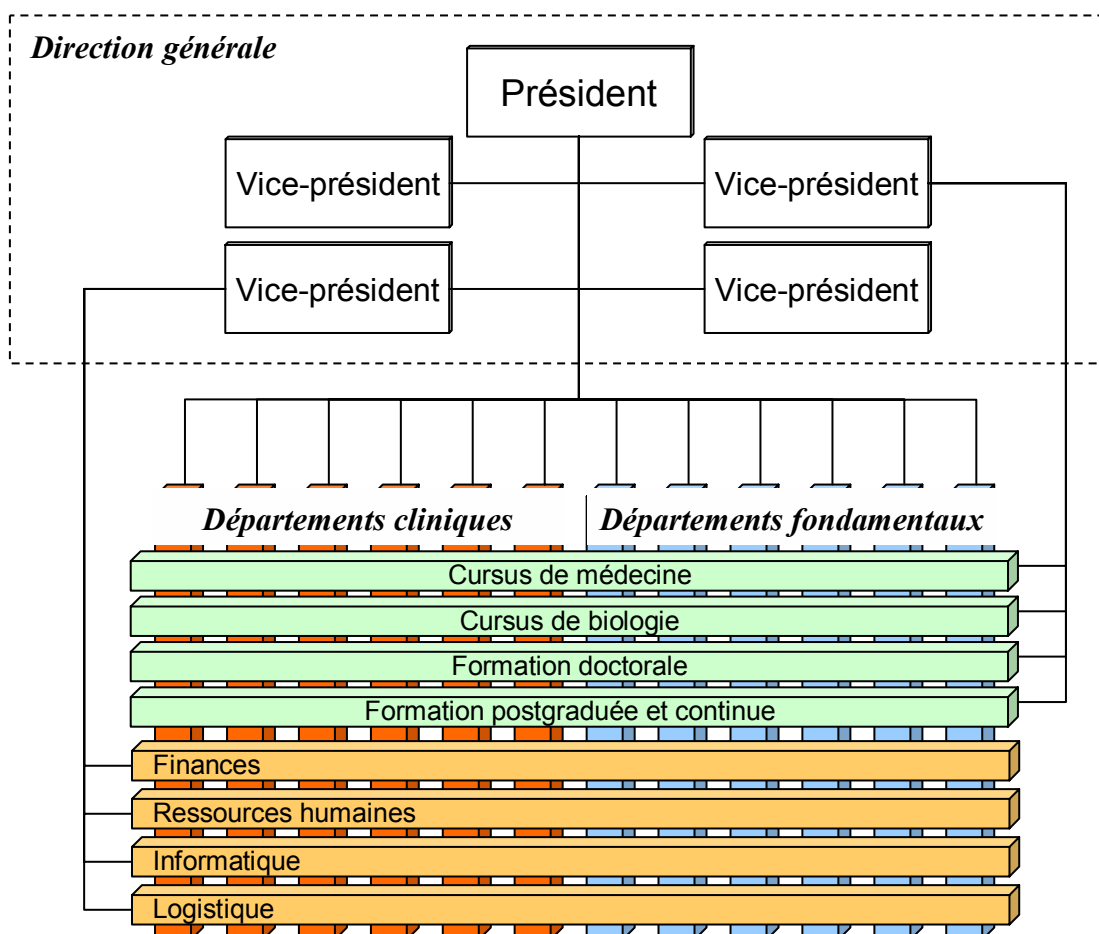 Direction générale
Président
Vice-président
Vice-président
Vice-président
Vice-président
Départements cliniques
Départements fondamentaux
Cursus de médecine
Cursus de biologie
Formation doctorale
Formation postgraduée et continue
Finances
Ressources humaines
Informatique
Logistique